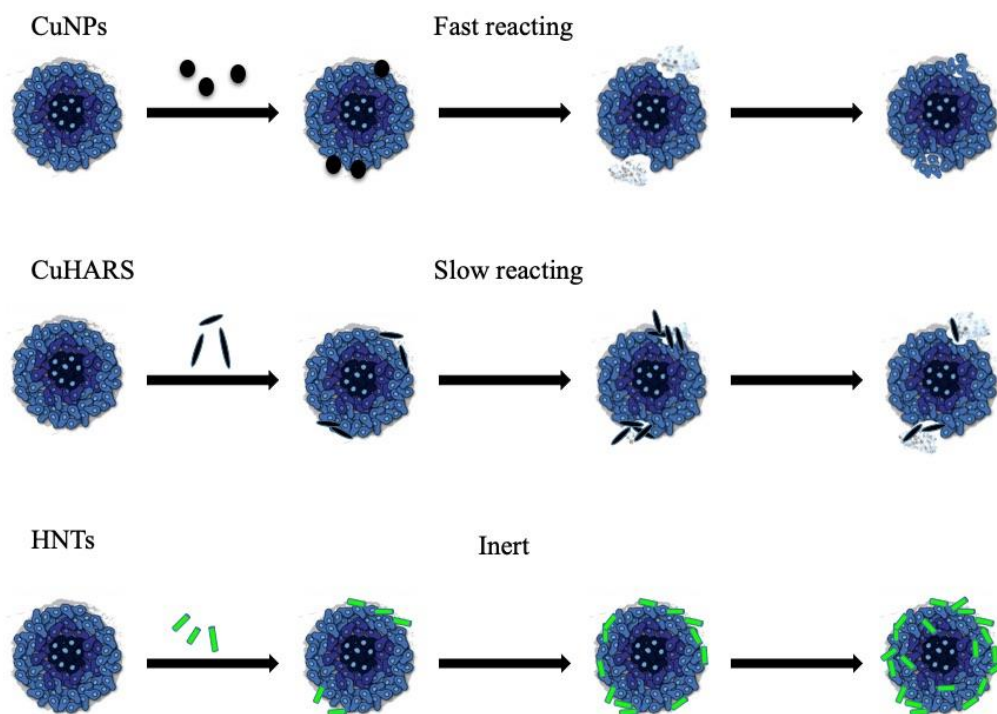 CuNPs
Fast reacting
CuHARS
Slow reacting
HNTs
Inert